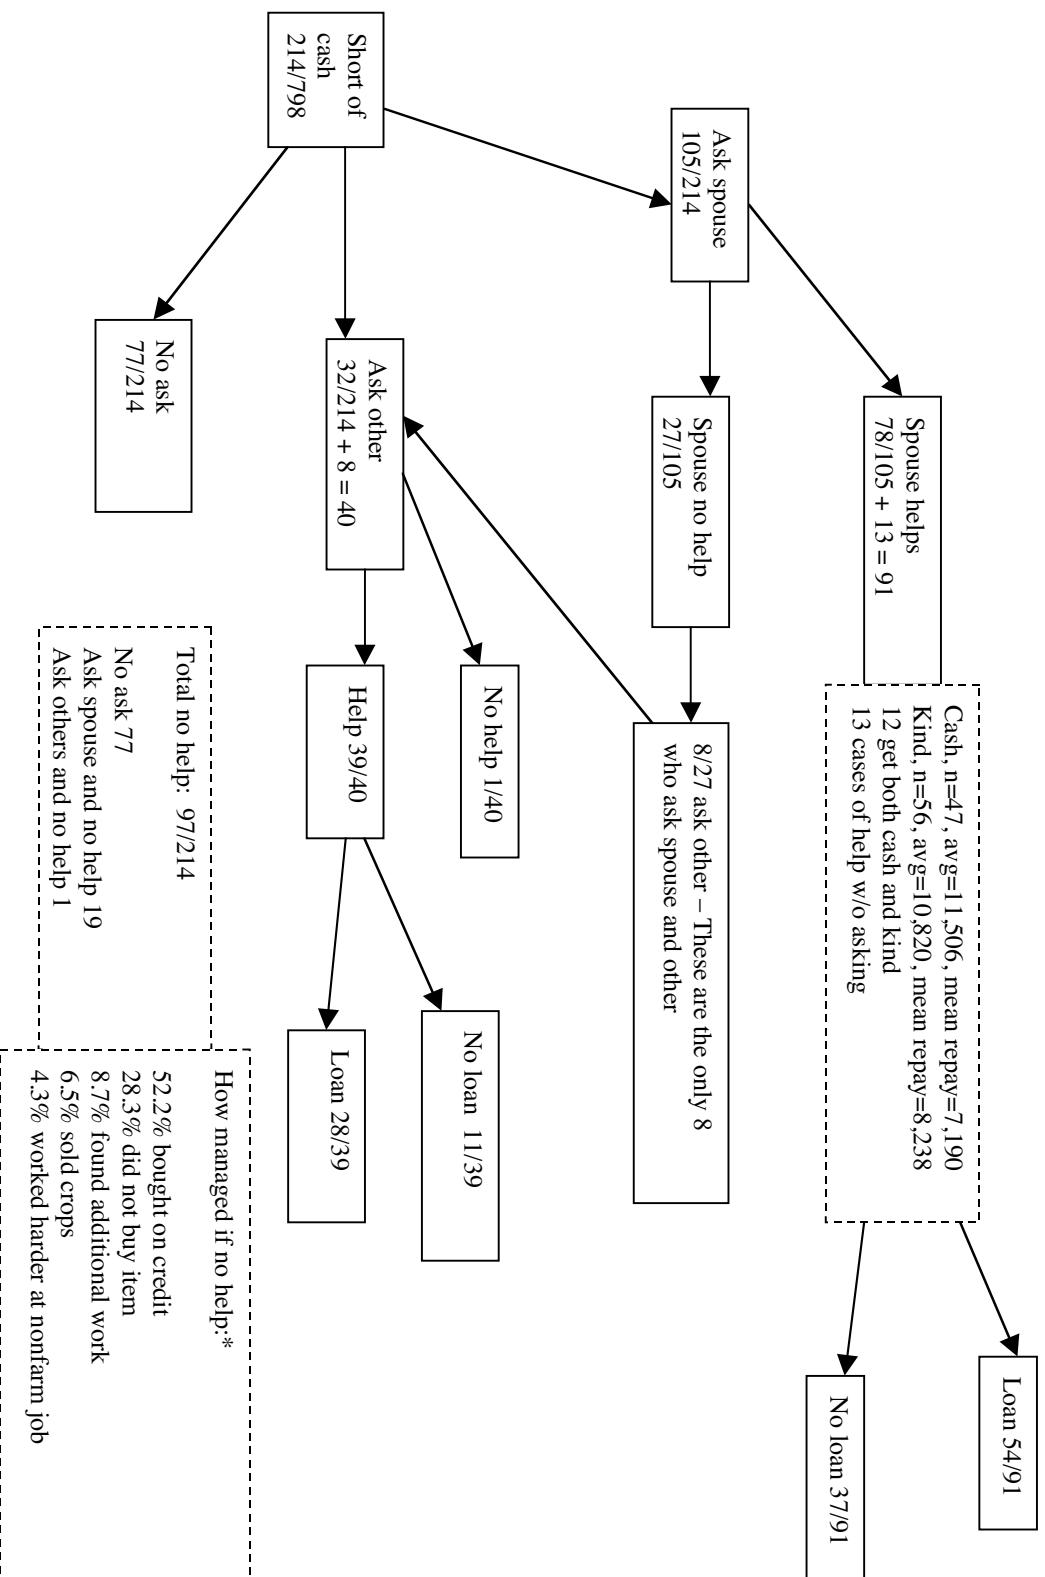 Short of
cash
214/798
Ask spouse
105/214
Spouse helps
78/105 + 13 = 91
Cash, n=47, avg=11,506, mean repay=7,190
Kind, n=56, avg=10,820, mean repay=8,238
12 get both cash and kind
13 cases of help w/o asking
Loan 54/91
No loan 37/91
Spouse no help
27/105
8/27 ask other – These are the only 8
who ask spouse and other
Ask other
32/214 + 8 = 40
No help 1/40
Help 39/40
No loan  11/39
Loan 28/39
No ask
77/214
Total no help:  97/214
No ask 77
Ask spouse and no help 19
Ask others and no help 1
How managed if no help:*
52.2% bought on credit
28.3% did not buy item
8.7% found additional work
6.5% sold crops
4.3% worked harder at nonfarm job